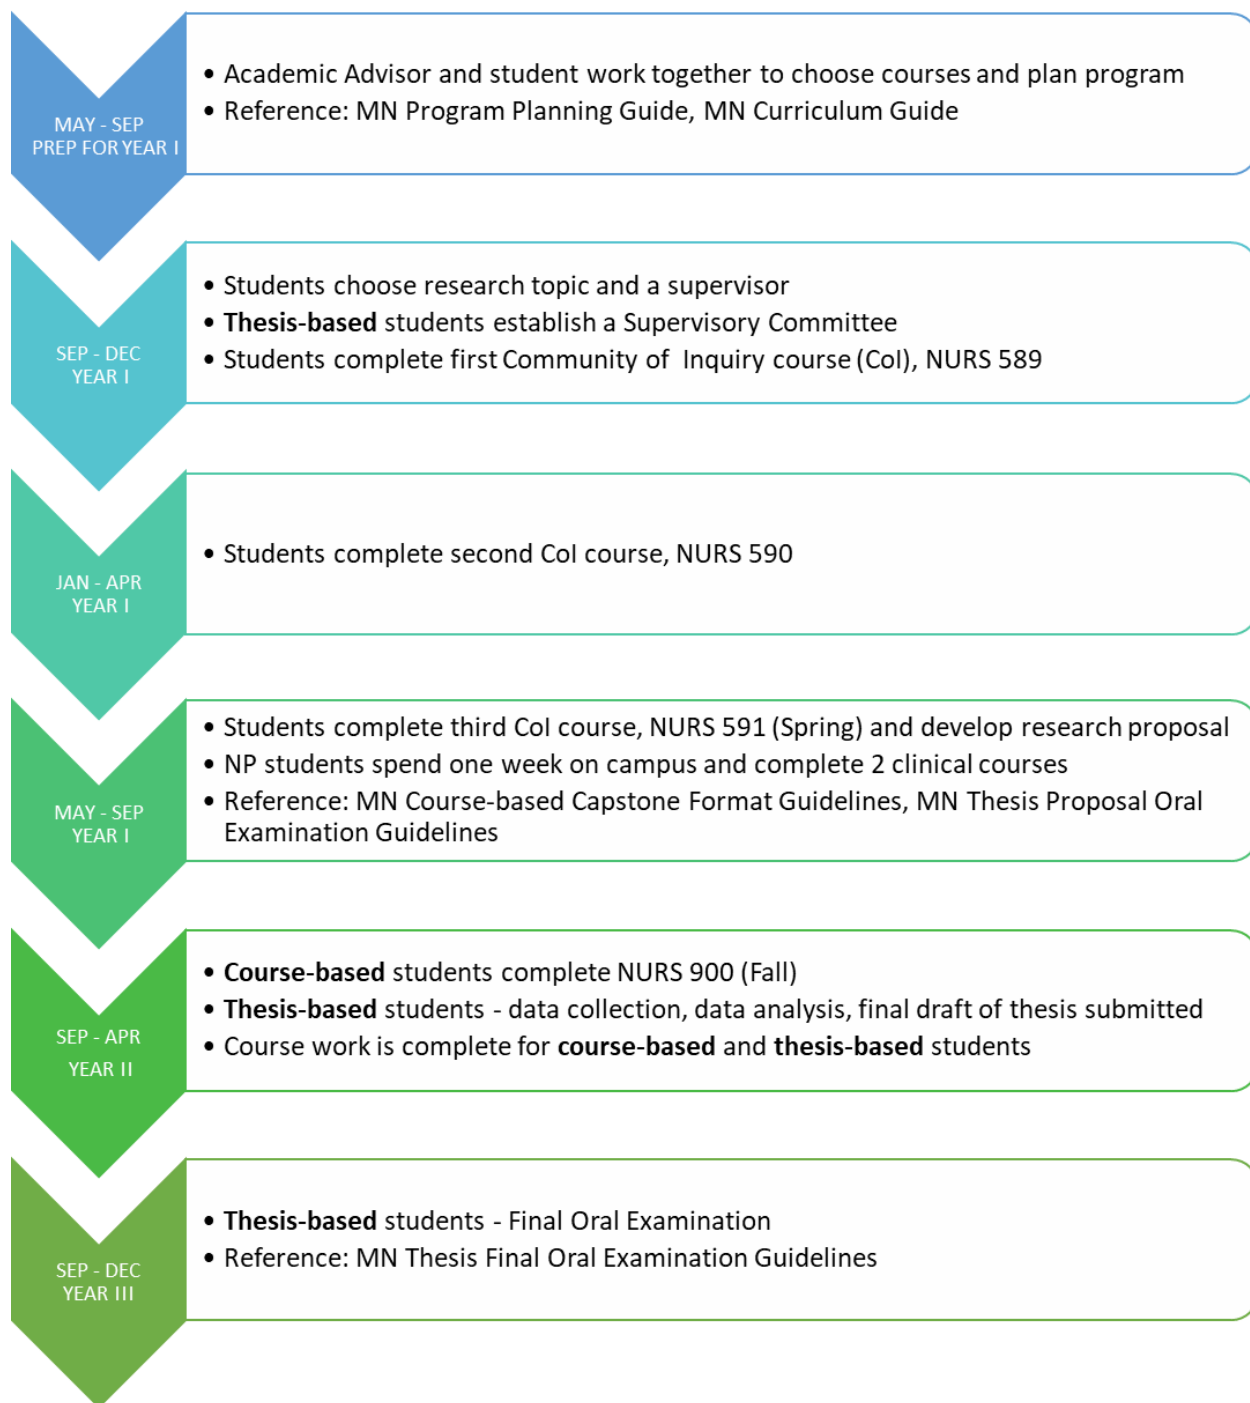 MAY - SEP
PREP FOR YEAR I
• Academic Advisor and student work together to choose courses and plan program
• Reference: MN Program Planning Guide, MN Curriculum Guide
SEP - DEC
YEAR I
• Students choose research topic and a supervisor
• Thesis-based students establish a Supervisory Committee
• Students complete first Community of Inquiry course (CoI), NURS 589
JAN - APR
YEAR I
• Students complete second CoI course, NURS 590
MAY - SEP
YEAR I
• Students complete third CoI course, NURS 591 (Spring) and develop research proposal
• NP students spend one week on campus and complete 2 clinical courses
• Reference: MN Course-based Capstone Format Guidelines, MN Thesis Proposal Oral
Examination Guidelines
SEP - APR
YEAR II
• Course-based students complete NURS 900 (Fall)
• Thesis-based students - data collection, data analysis, final draft of thesis submitted
• Course work is complete for course-based and thesis-based students
SEP - DEC
YEAR III
• Thesis-based students - Final Oral Examination
• Reference: MN Thesis Final Oral Examination Guidelines